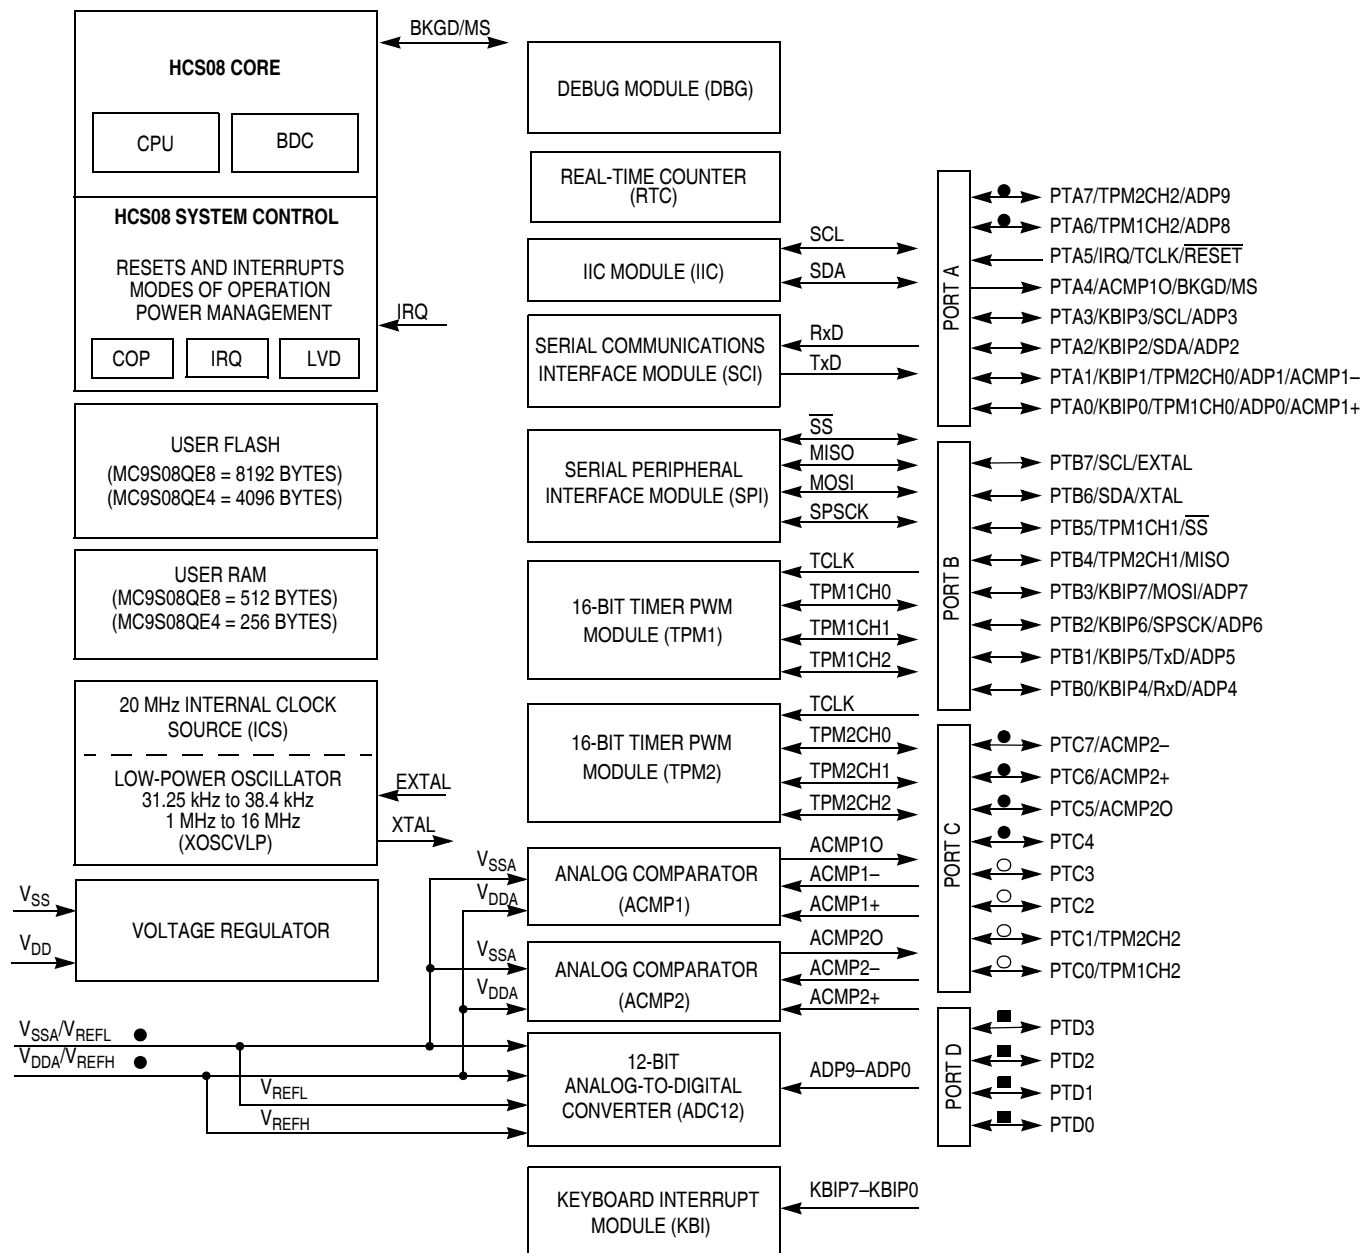 HCS08 CORE
CPU
BDC
HCS08 SYSTEM CONTROL
RESETS AND INTERRUPTS
MODES OF OPERATION
POWER MANAGEMENT
COP
IRQ
LVD
USER FLASH
(MC9S08QE8 = 8192 BYTES)
(MC9S08QE4 = 4096 BYTES)
USER RAM
(MC9S08QE8 = 512 BYTES)
(MC9S08QE4 = 256 BYTES)
20 MHz INTERNAL CLOCK
SOURCE (ICS)
LOW-POWER OSCILLATOR
31.25 kHz to 38.4 kHz
1 MHz to 16 MHz
(XOSCVLP)
VOLTAGE REGULATOR
VSS
VDD
VSSA/VREFL
VDDA/VREFH
VREFL
VREFH
BKGD/MS
IRQ
EXTAL
XTAL
VSSA
VDDA
VSSA
VDDA
DEBUG MODULE (DBG)
REAL-TIME COUNTER
(RTC)
IIC MODULE (IIC)
SERIAL COMMUNICATIONS
INTERFACE MODULE (SCI)
SERIAL PERIPHERAL
INTERFACE MODULE (SPI)
16-BIT TIMER PWM
MODULE (TPM1)
16-BIT TIMER PWM
MODULE (TPM2)
ANALOG COMPARATOR
(ACMP1)
ANALOG COMPARATOR
(ACMP2)
12-BIT
ANALOG-TO-DIGITAL
CONVERTER (ADC12)
KEYBOARD INTERRUPT
MODULE (KBI)
SCL
SDA
RxD
TxD
SS
MISO
MOSI
SPSCK
TCLK
TPM1CH0
TPM1CH1
TPM1CH2
TCLK
TPM2CH0
TPM2CH1
TPM2CH2
ACMP1O
ACMP1–
ACMP1+
ACMP2O
ACMP2–
ACMP2+
ADP9–ADP0
KBIP7–KBIP0
PORT A
PTA7/TPM2CH2/ADP9
PTA6/TPM1CH2/ADP8
PTA5/IRQ/TCLK/RESET
PTA4/ACMP1O/BKGD/MS
PTA3/KBIP3/SCL/ADP3
PTA2/KBIP2/SDA/ADP2
PTA1/KBIP1/TPM2CH0/ADP1/ACMP1–
PTA0/KBIP0/TPM1CH0/ADP0/ACMP1+
PORT B
PTB7/SCL/EXTAL
PTB6/SDA/XTAL
PTB5/TPM1CH1/SS
PTB4/TPM2CH1/MISO
PTB3/KBIP7/MOSI/ADP7
PTB2/KBIP6/SPSCK/ADP6
PTB1/KBIP5/TxD/ADP5
PTB0/KBIP4/RxD/ADP4
PORT C
PTC7/ACMP2–
PTC6/ACMP2+
PTC5/ACMP2O
PTC4
PTC3
PTC2
PTC1/TPM2CH2
PTC0/TPM1CH2
PORT D
PTD3
PTD2
PTD1
PTD0